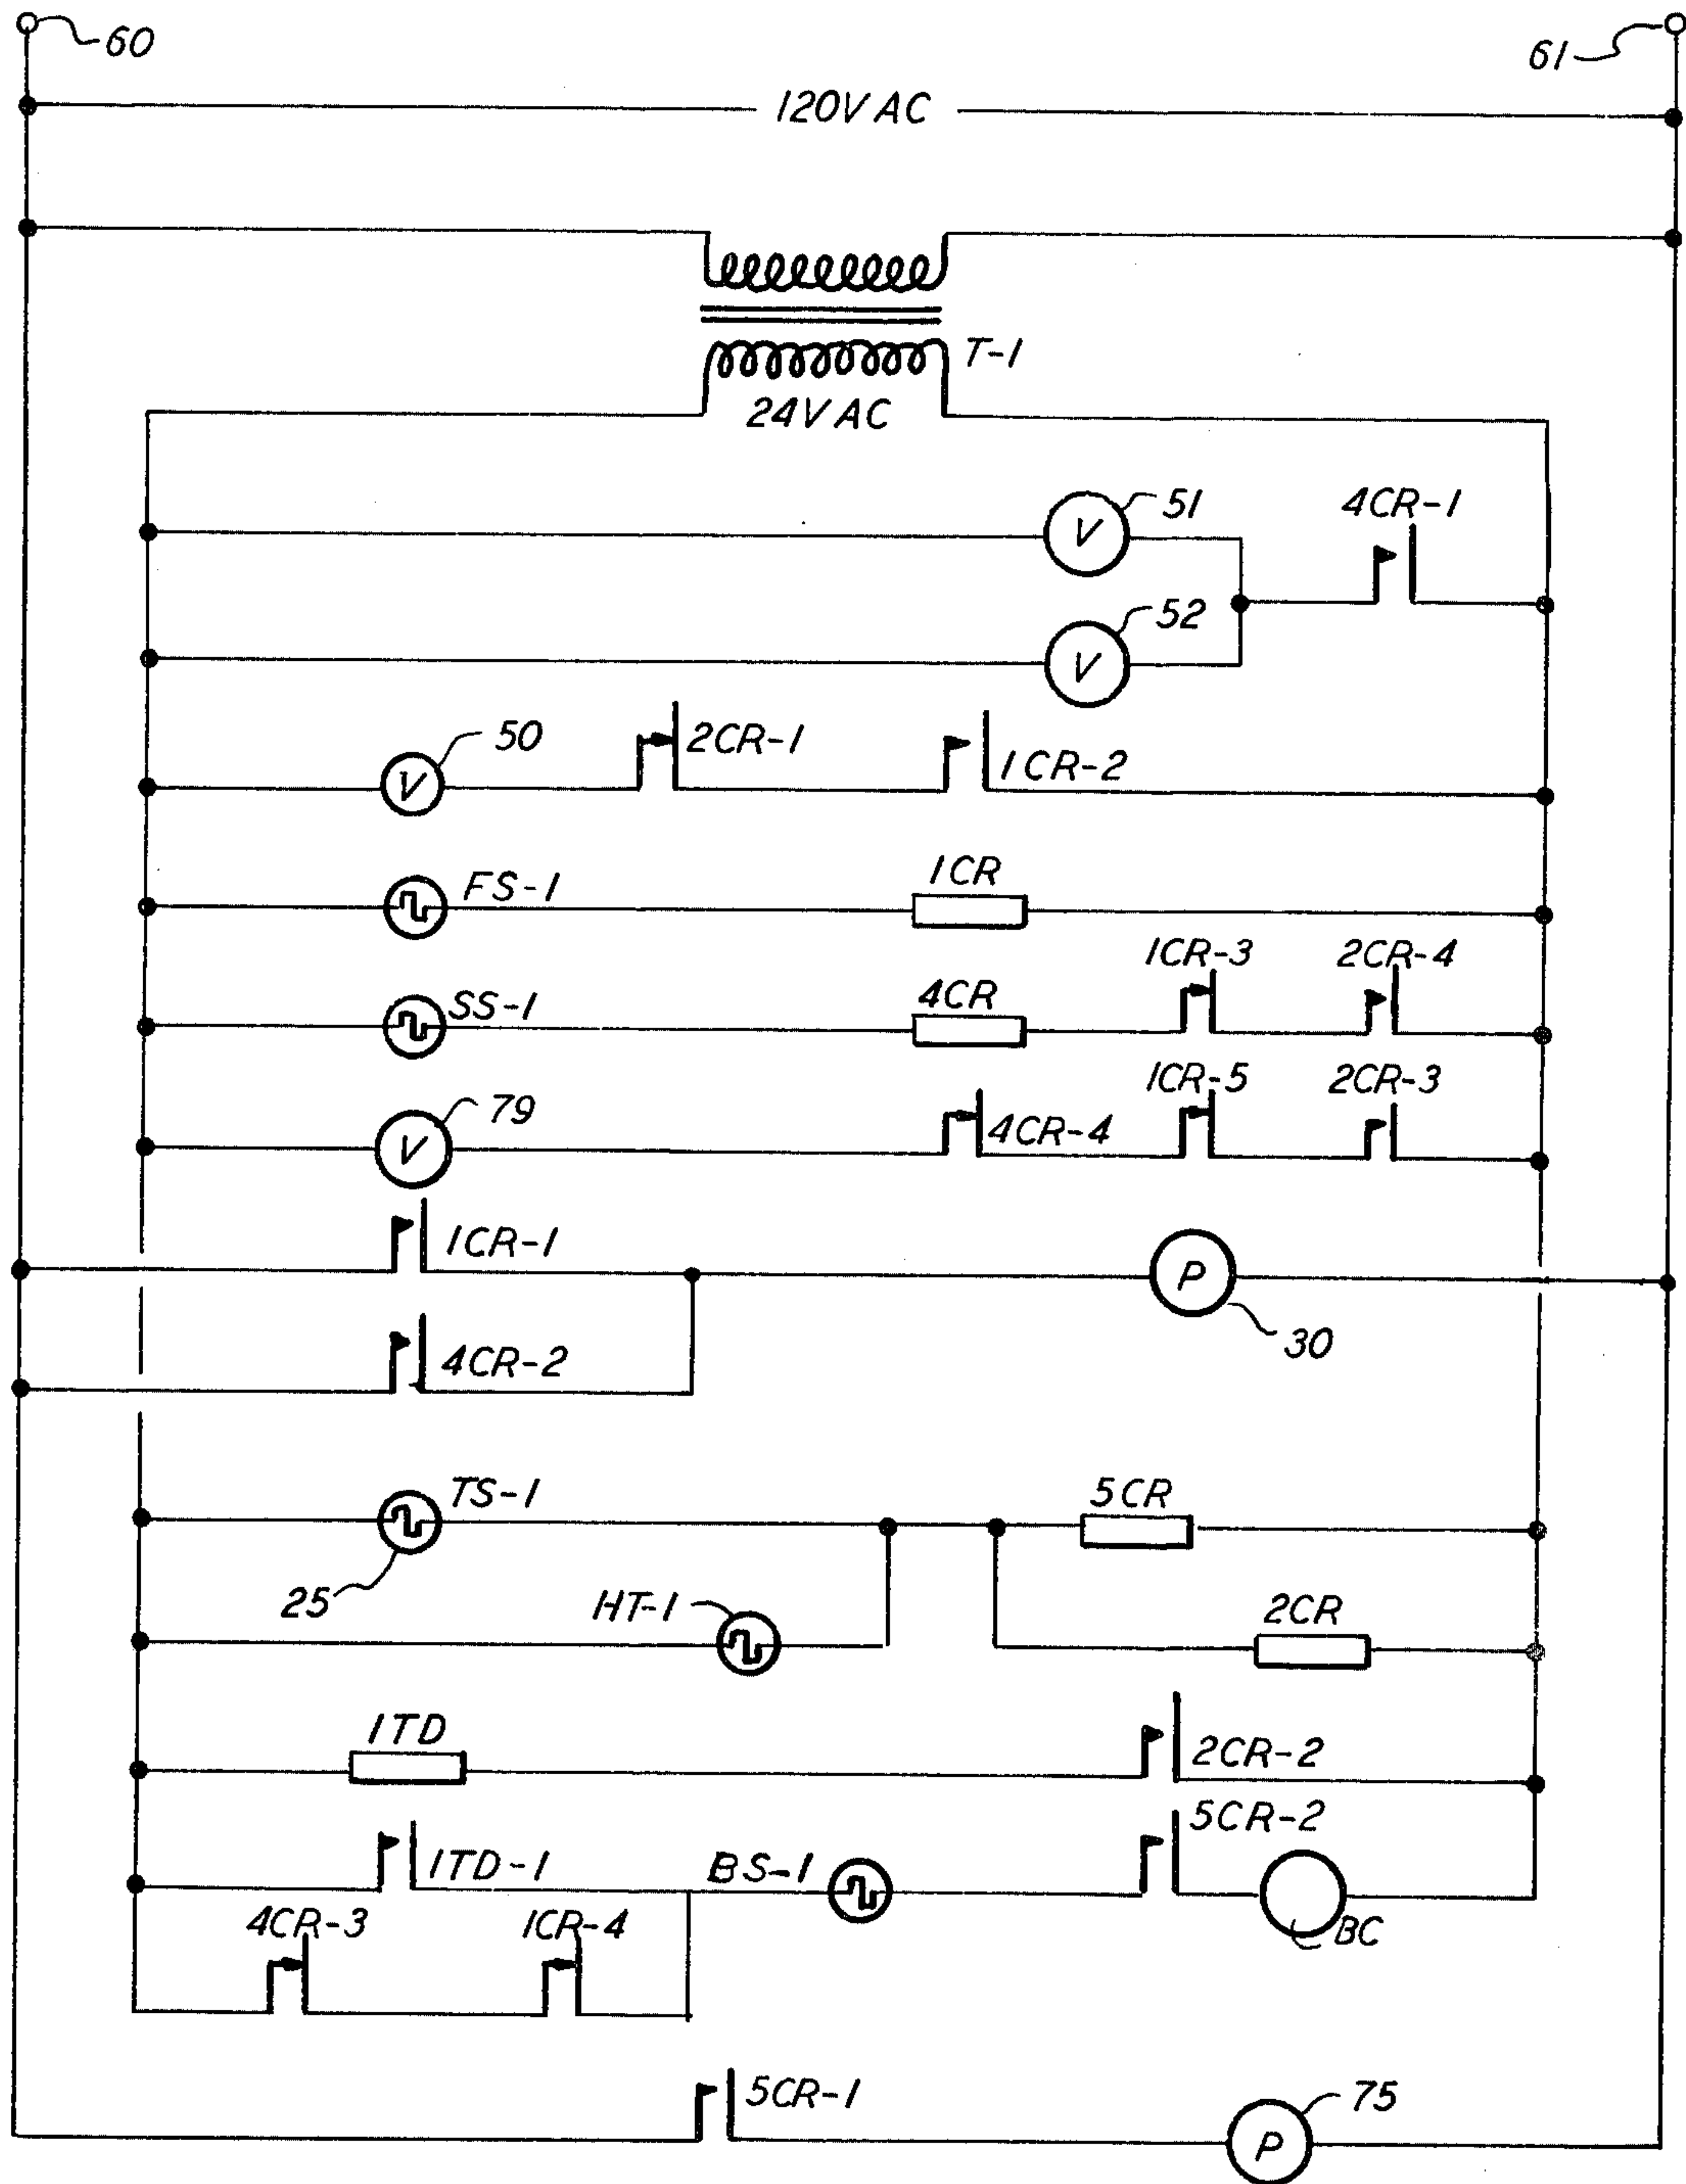 60
61
120V AC
T-1
24V AC
51
4CR-1
V
52
V
50
2CR-1
1CR-2
V
FS-1
1CR
SS-1
4CR
1CR-3
2CR-4
79
1CR-5
2CR-3
V
4CR-4
1CR-1
P
30
4CR-2
TS-1
5CR
25
HT-1
2CR
1TD
2CR-2
5CR-2
1TD-1
BS-1
4CR-3
1CR-4
BC
5CR-1
75
P